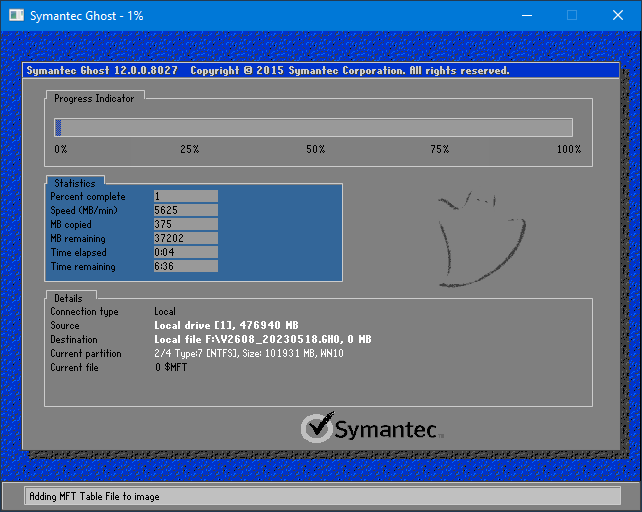 Symantec Ghost - 1%
Symantec Ghost 12.0.0.8027 Copyright © 2015 Symantec Corporation. All rights reserved.
Progress Indicator
0% 25% 50% 75% 100%
Statistics
Percent complete 1
Speed (MB/min) 5625
MB copied 375
MB remaining 37202
Time elapsed 0:04
Time remaining 6:36
Details
Connection type Local
Source Local drive [1], 476940 MB
Destination Local file F:\Y2608_20230518.GHO, 0 MB
Current partition 2/4 Type:7 [NTFS], Size: 101931 MB, WN10
Current file 0 $MFT
Symantec™
Adding MFT Table File to image